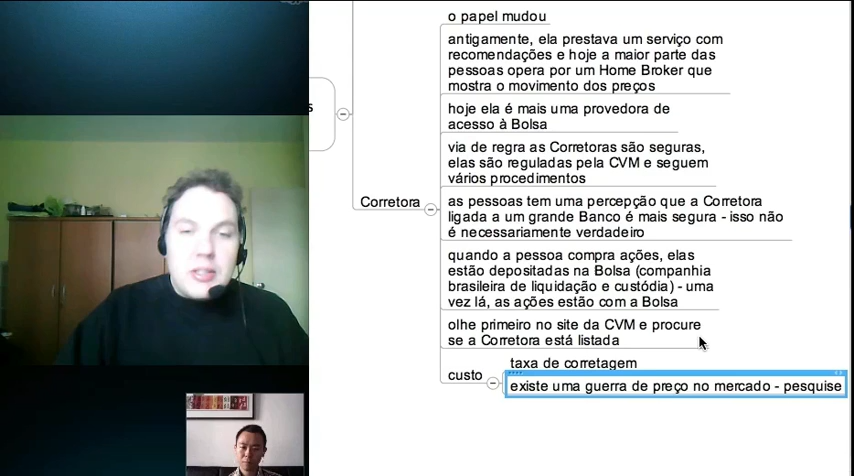 o papel mudou
antigamente, ela prestava um serviço com
recomendações e hoje a maior parte das
pessoas opera por um Home Broker que
mostra o movimento dos preços
s
hoje ela é mais uma provedora de
acesso à Bolsa
via de regra as Corretoras são seguras,
elas são reguladas pela CVM e seguem
vários procedimentos
Corretora
as pessoas tem uma percepção que a Corretora
ligada a um grande Banco é mais segura - isso não
é necessariamente verdadeiro
quando a pessoa compra ações, elas
estão depositadas na Bolsa (companhia
brasileira de liquidação e custódia) - uma
vez lá, as ações estão com a Bolsa
olhe primeiro no site da CVM e procure
se a Corretora está listada
custo
taxa de corretagem
existe uma guerra de preço no mercado - pesquise